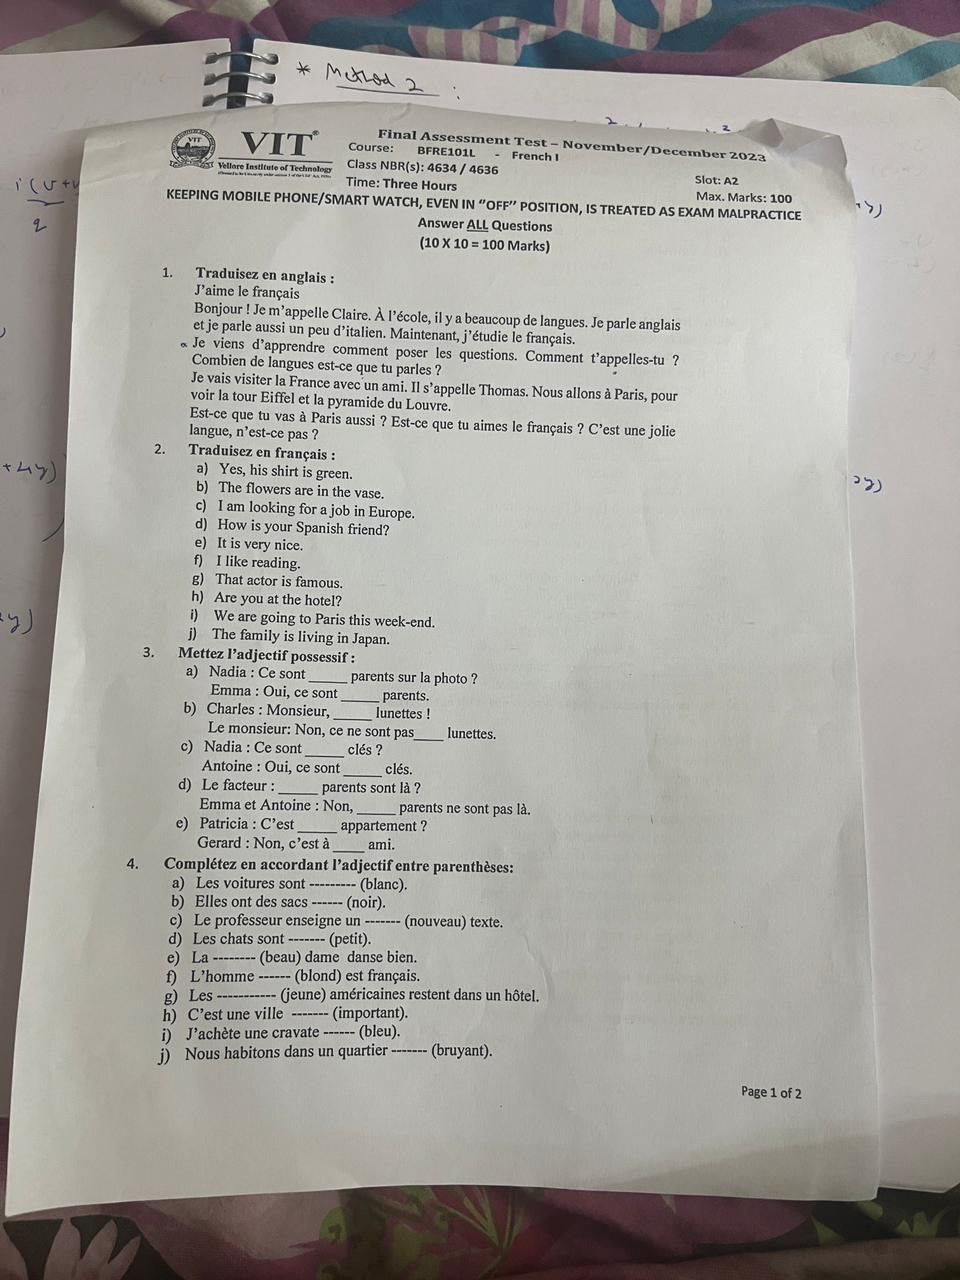 * Method 2 :
VIT
VIT®
Vellore Institute of Technology
Final Assessment Test – November/December 2023
Course: BFRE101L - French I
Class NBR(s): 4634 / 4636
Slot: A2
Time: Three Hours
Max. Marks: 100
KEEPING MOBILE PHONE/SMART WATCH, EVEN IN "OFF" POSITION, IS TREATED AS EXAM MALPRACTICE
Answer ALL Questions
(10 X 10 = 100 Marks)
1. Traduisez en anglais :
J'aime le français
Bonjour ! Je m'appelle Claire. À l'école, il y a beaucoup de langues. Je parle anglais
et je parle aussi un peu d'italien. Maintenant, j'étudie le français.
Je viens d'apprendre comment poser les questions. Comment t'appelles-tu ?
Combien de langues est-ce que tu parles ?
Je vais visiter la France avec un ami. Il s'appelle Thomas. Nous allons à Paris, pour
voir la tour Eiffel et la pyramide du Louvre.
Est-ce que tu vas à Paris aussi ? Est-ce que tu aimes le français ? C'est une jolie
langue, n'est-ce pas ?
2. Traduisez en français :
a) Yes, his shirt is green.
b) The flowers are in the vase.
c) I am looking for a job in Europe.
d) How is your Spanish friend?
e) It is very nice.
f) I like reading.
g) That actor is famous.
h) Are you at the hotel?
i) We are going to Paris this week-end.
j) The family is living in Japan.
3. Mettez l'adjectif possessif :
a) Nadia : Ce sont _____ parents sur la photo ?
Emma : Oui, ce sont _____ parents.
b) Charles : Monsieur, _____ lunettes !
Le monsieur: Non, ce ne sont pas____ lunettes.
c) Nadia : Ce sont _____ clés ?
Antoine : Oui, ce sont _____ clés.
d) Le facteur : _____ parents sont là ?
Emma et Antoine : Non, _____ parents ne sont pas là.
e) Patricia : C'est _____ appartement ?
Gerard : Non, c'est à ____ ami.
4. Complétez en accordant l'adjectif entre parenthèses:
a) Les voitures sont --------- (blanc).
b) Elles ont des sacs ------ (noir).
c) Le professeur enseigne un ------- (nouveau) texte.
d) Les chats sont ------- (petit).
e) La -------- (beau) dame danse bien.
f) L'homme ------ (blond) est français.
g) Les ----------- (jeune) américaines restent dans un hôtel.
h) C'est une ville ------- (important).
i) J'achète une cravate ------ (bleu).
j) Nous habitons dans un quartier ------- (bruyant).
Page 1 of 2